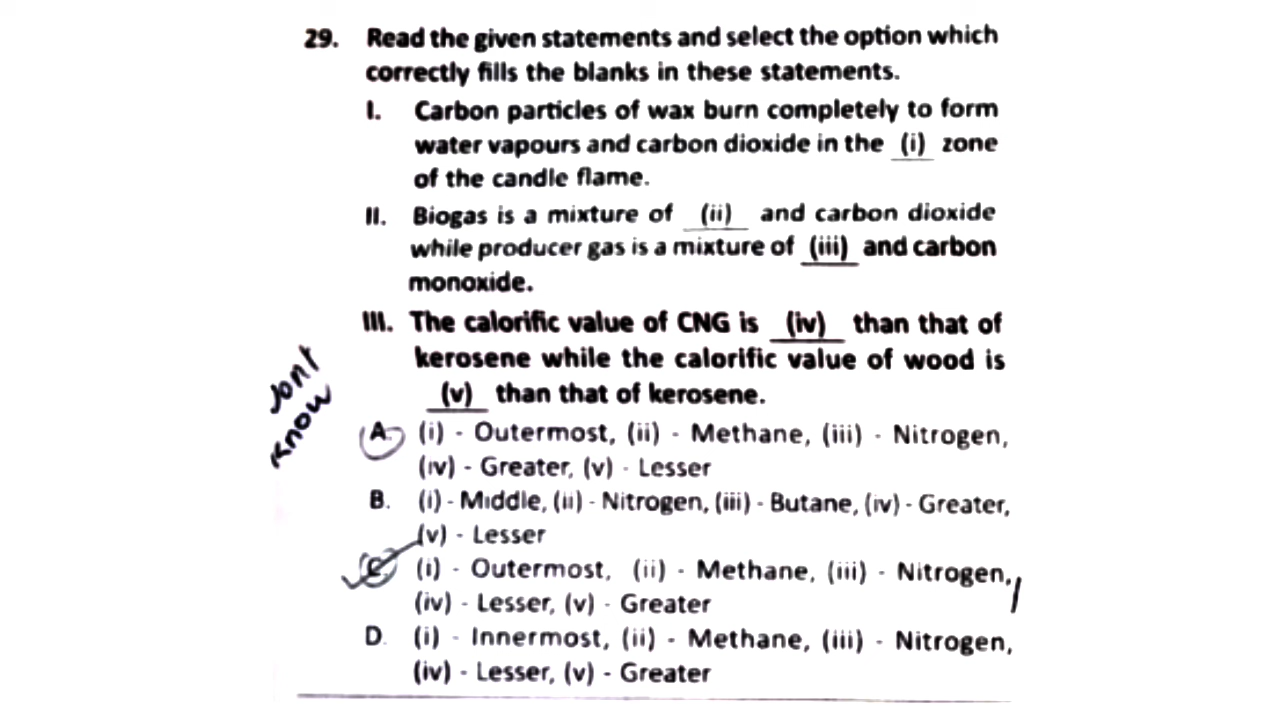 29. Read the given statements and select the option which
correctly fills the blanks in these statements.
I. Carbon particles of wax burn completely to form
water vapours and carbon dioxide in the (i) zone
of the candle flame.
II. Biogas is a mixture of (ii) and carbon dioxide
while producer gas is a mixture of (iii) and carbon
monoxide.
III. The calorific value of CNG is (iv) than that of
kerosene while the calorific value of wood is
(v) than that of kerosene.
dont
know
A. (i) - Outermost, (ii) - Methane, (iii) - Nitrogen,
(iv) - Greater, (v) - Lesser
B. (i) - Middle, (ii) - Nitrogen, (iii) - Butane, (iv) - Greater,
(v) - Lesser
C. (i) - Outermost, (ii) - Methane, (iii) - Nitrogen,
(iv) - Lesser, (v) - Greater
D. (i) - Innermost, (ii) - Methane, (iii) - Nitrogen,
(iv) - Lesser, (v) - Greater